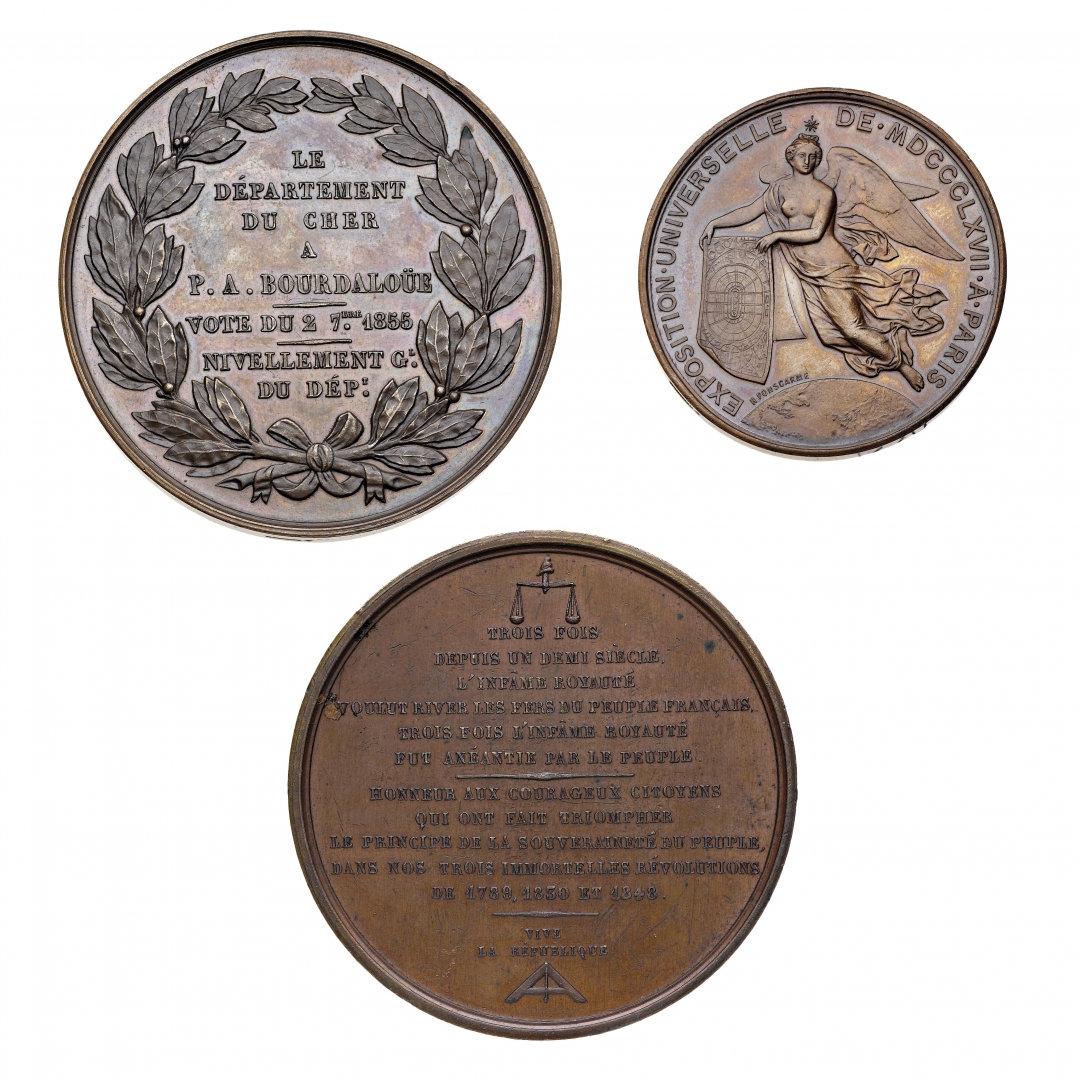 LE
DÉPARTEMENT
DU CHER
A
P. A. BOURDALOÜE
VOTE DU 2 7.BRE 1855
NIVELLEMENT G.L
DU DÉP.T
EXPOSITION·UNIVERSELLE DE·MDCCCLXVII·À·PARIS
H.PONSCARME
TROIS FOIS
DEPUIS UN DEMI SIÈCLE,
L'INFÂME ROYAUTÉ
VOULUT RIVER LES FERS DU PEUPLE FRANÇAIS,
TROIS FOIS L'INFÂME ROYAUTÉ
FUT ANÉANTIE PAR LE PEUPLE.
HONNEUR AUX COURAGEUX CITOYENS
QUI ONT FAIT TRIOMPHER
LE PRINCIPE DE LA SOUVERAINETÉ DU PEUPLE,
DANS NOS TROIS IMMORTELLES RÉVOLUTIONS
DE 1789, 1830 ET 1848.
VIVE
LA RÉPUBLIQUE